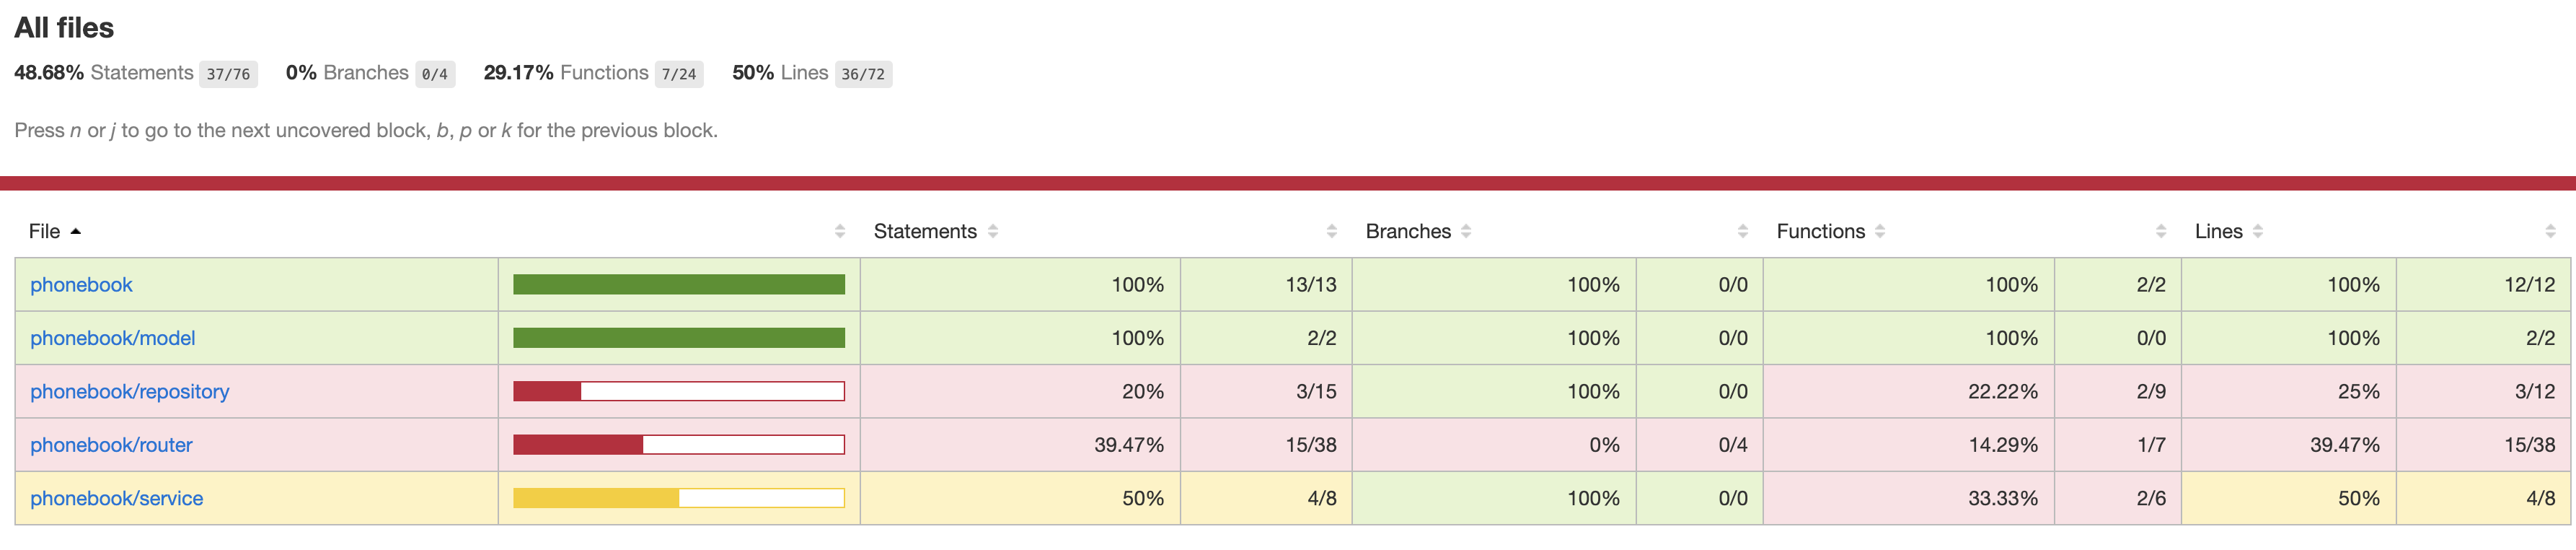 All files
48.68% Statements 37/76 0% Branches 0/4 29.17% Functions 7/24 50% Lines 36/72
Press n or j to go to the next uncovered block, b, p or k for the previous block.
File Statements Branches Functions Lines
phonebook 100% 13/13 100% 0/0 100% 2/2 100% 12/12
phonebook/model 100% 2/2 100% 0/0 100% 0/0 100% 2/2
phonebook/repository 20% 3/15 100% 0/0 22.22% 2/9 25% 3/12
phonebook/router 39.47% 15/38 0% 0/4 14.29% 1/7 39.47% 15/38
phonebook/service 50% 4/8 100% 0/0 33.33% 2/6 50% 4/8